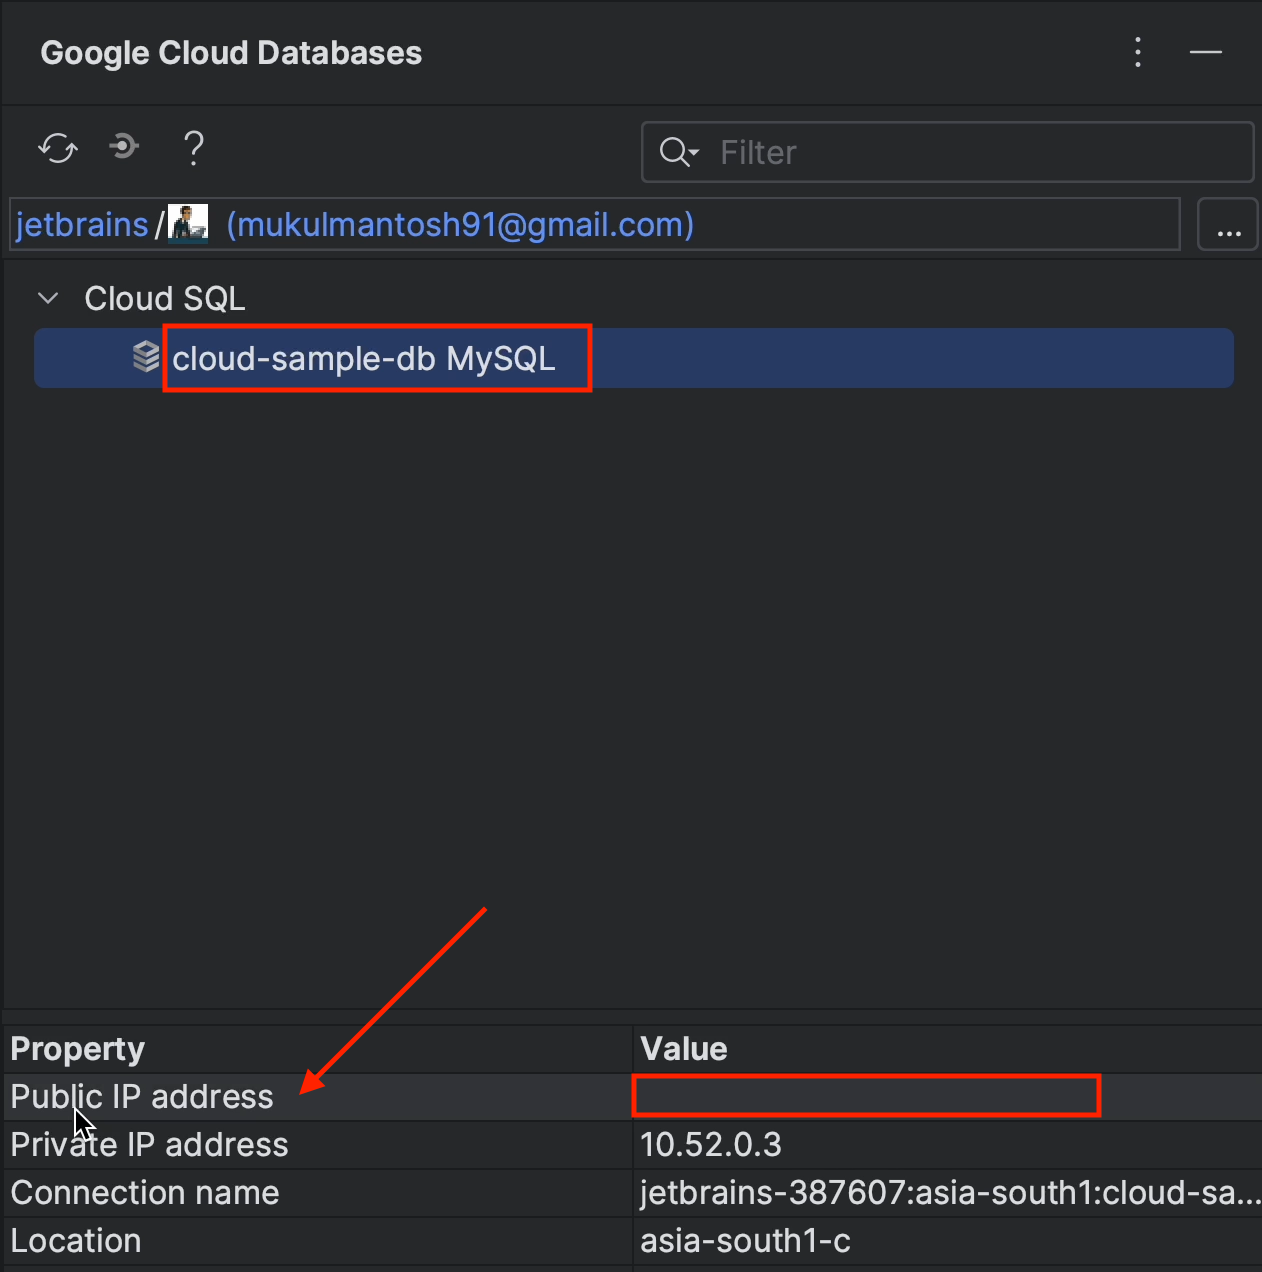 Google Cloud Databases
Filter
jetbrains/ (mukulmantosh91@gmail.com)
...
Cloud SQL
cloud-sample-db MySQL
Property Value
Public IP address
Private IP address 10.52.0.3
Connection name jetbrains-387607:asia-south1:cloud-sa...
Location asia-south1-c